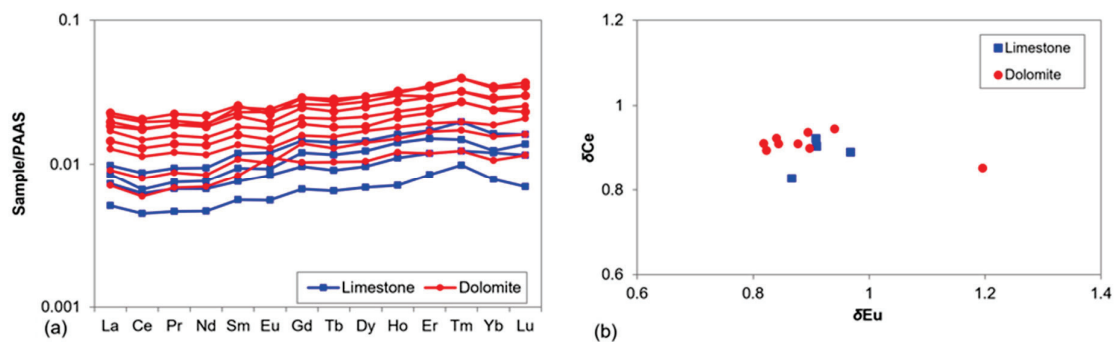 0.1
0.01
0.001
Sample/PAAS
Limestone Dolomite
La Ce Pr Nd Sm Eu Gd Tb Dy Ho Er Tm Yb Lu
(a)
1.2
1
0.8
0.6
δCe
Limestone
Dolomite
0.6 0.8 1 1.2 1.4
δEu
(b)